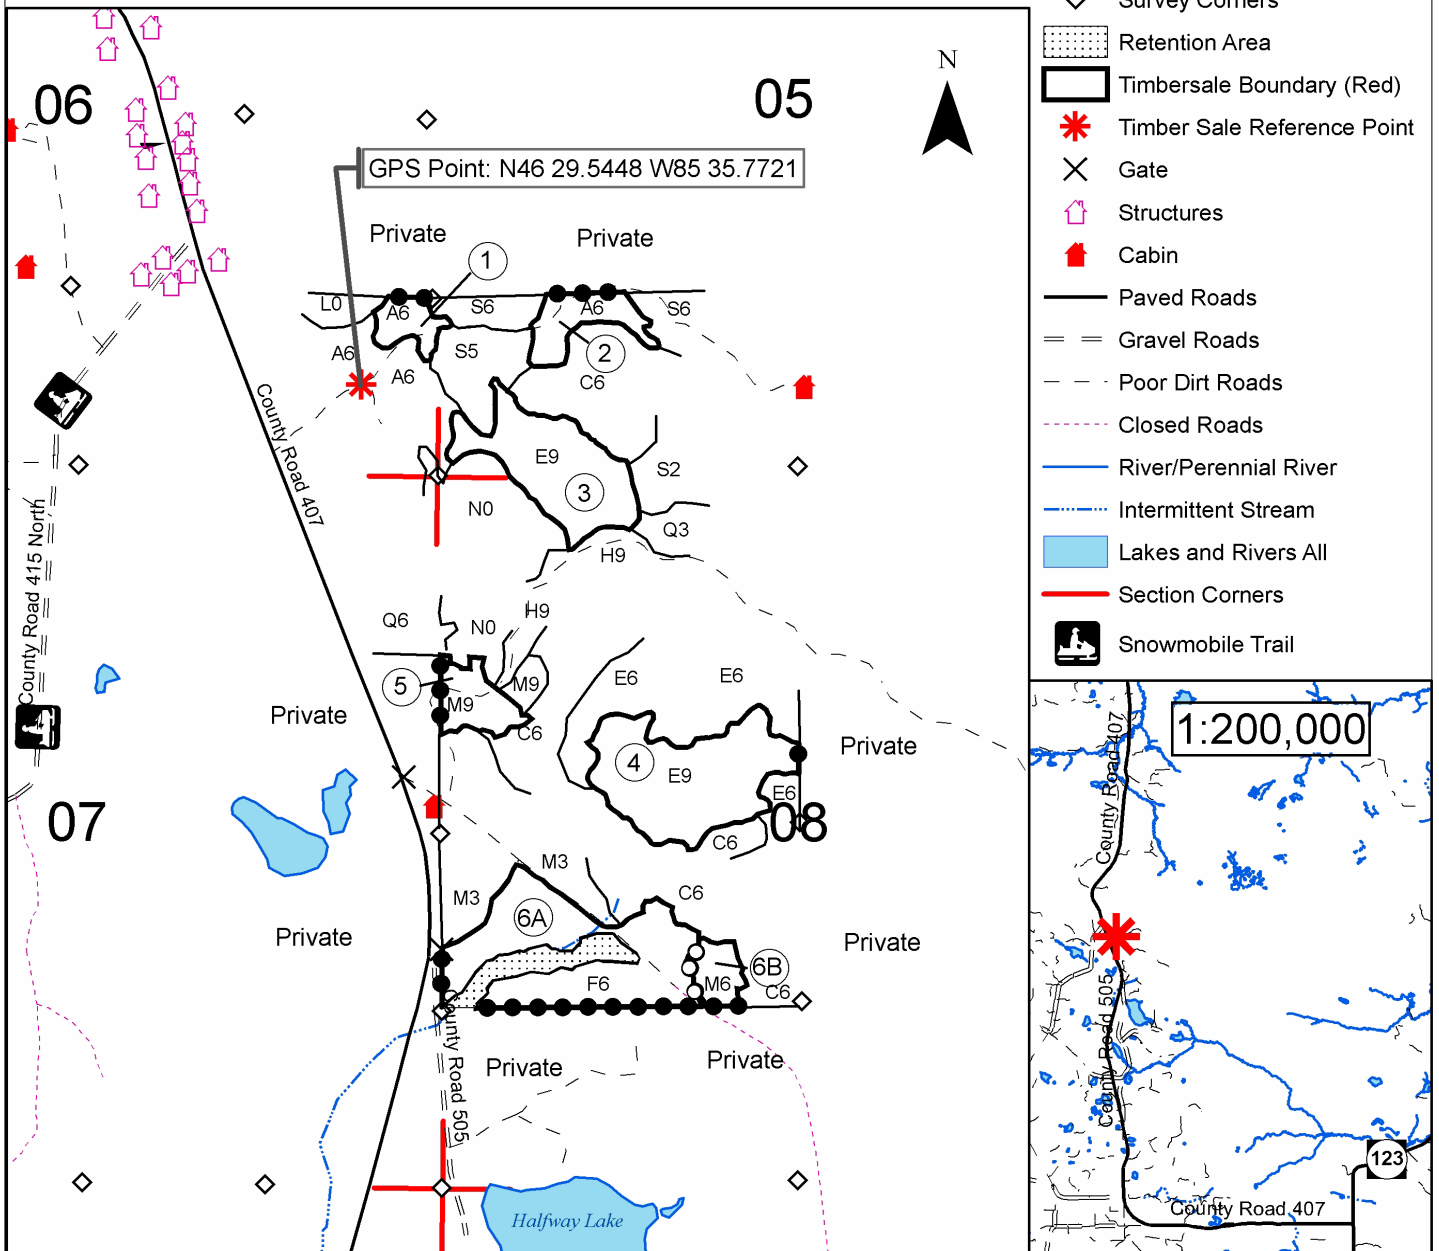 Survey Corners
Retention Area
Timbersale Boundary (Red)
Timber Sale Reference Point
Gate
Structures
Cabin
Paved Roads
Gravel Roads
Poor Dirt Roads
Closed Roads
River/Perennial River
Intermittent Stream
Lakes and Rivers All
Section Corners
Snowmobile Trail
06
05
N
GPS Point: N46 29.5448 W85 35.7721
Private
Private
1
L0
A6
S6
A6
S6
A6
S5
2
A6
C6
County Road 407
E9
S2
3
N0
Q3
H9
County Road 415 North
Q6
N0
H9
5
M9
M9
C6
E6
E6
Private
Private
4
E9
E6
07
08
C6
M3
M3
C6
6A
Private
Private
6B
F6
M6
C6
County Road 505
Private
Private
Halfway Lake
1:200,000
County Road 407
County Road 505
123
County Road 407